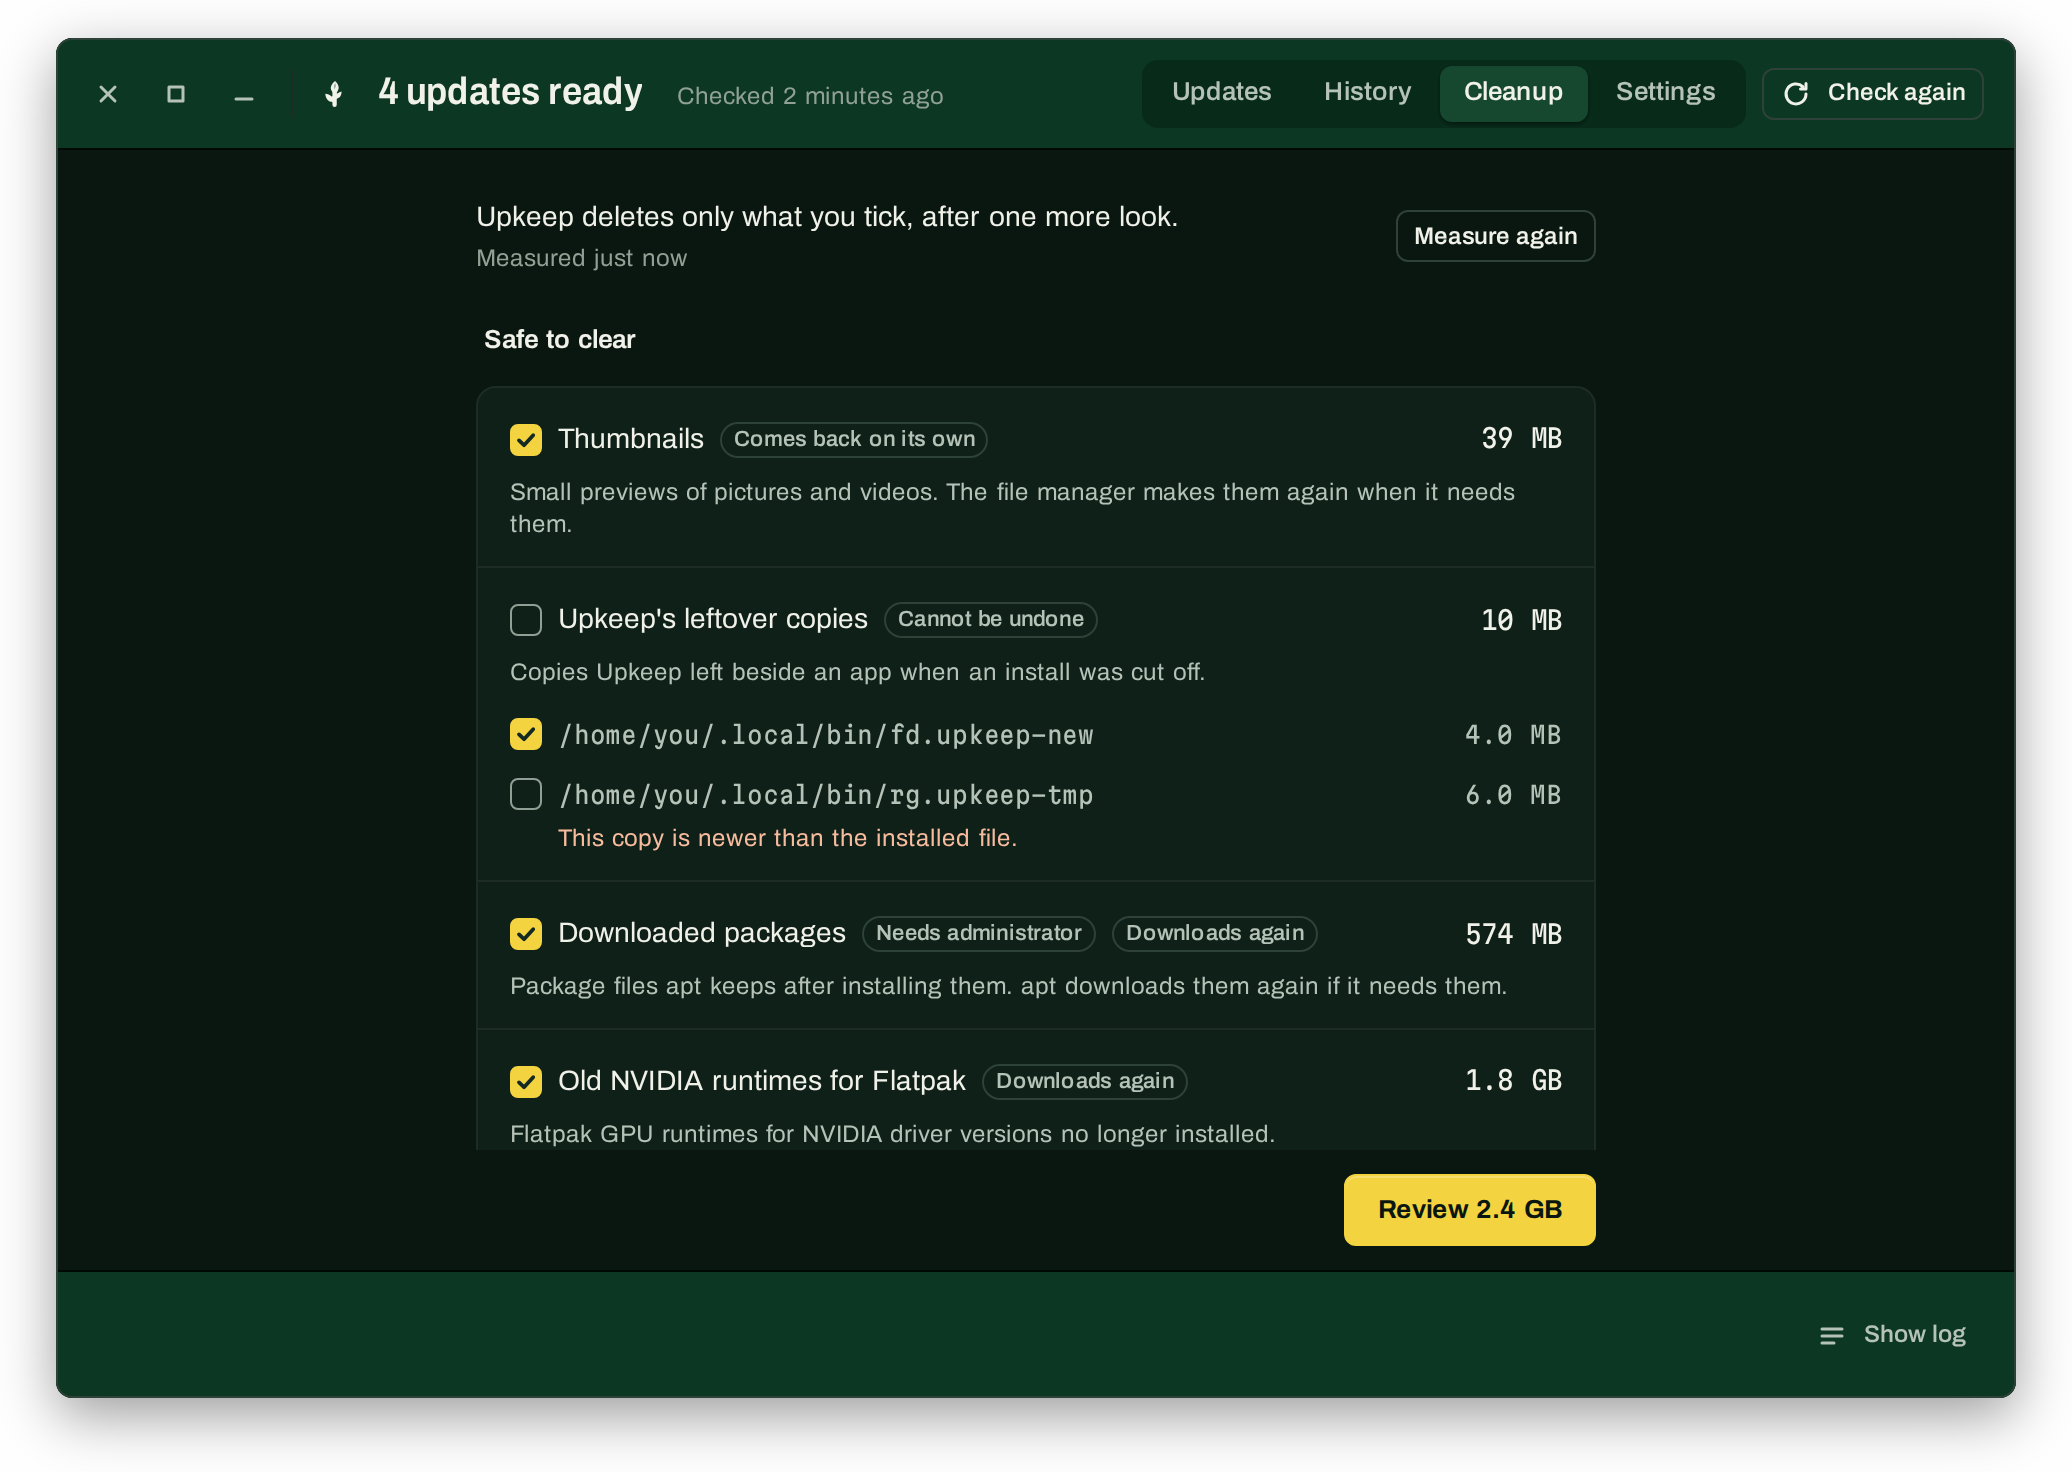 4 updates ready
Checked 2 minutes ago
Updates
History
Cleanup
Settings
Check again
Upkeep deletes only what you tick, after one more look.
Measured just now
Measure again
Safe to clear
Thumbnails
Comes back on its own
39 MB
Small previews of pictures and videos. The file manager makes them again when it needs
them.
Upkeep's leftover copies
Cannot be undone
10 MB
Copies Upkeep left beside an app when an install was cut off.
/home/you/.local/bin/fd.upkeep-new
4.0 MB
/home/you/.local/bin/rg.upkeep-tmp
6.0 MB
This copy is newer than the installed file.
Downloaded packages
Needs administrator
Downloads again
574 MB
Package files apt keeps after installing them. apt downloads them again if it needs them.
Old NVIDIA runtimes for Flatpak
Downloads again
1.8 GB
Flatpak GPU runtimes for NVIDIA driver versions no longer installed.
Review 2.4 GB
Show log